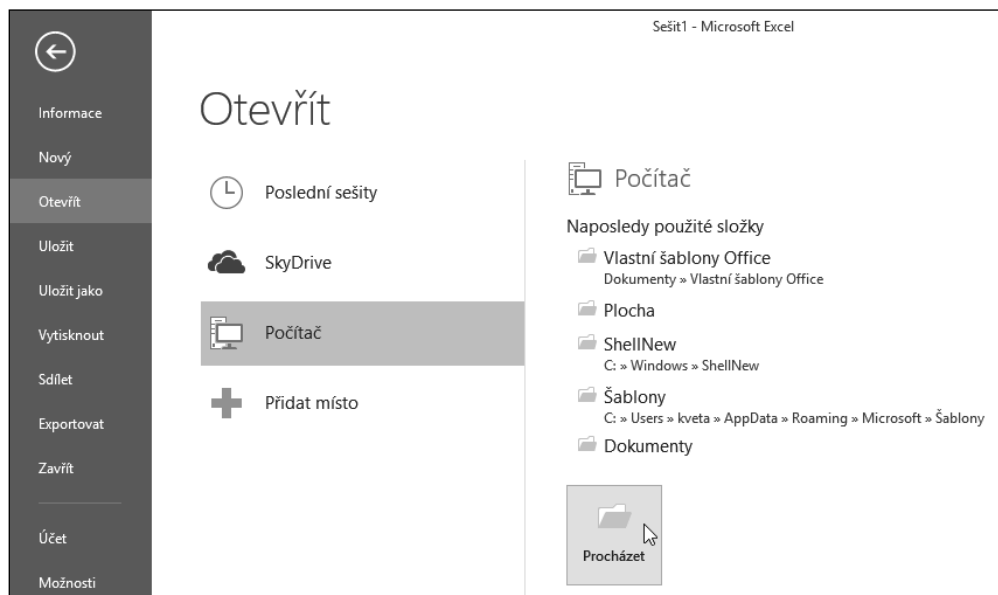 Sešit1 - Microsoft Excel
Informace
Nový
Otevřít
Uložit
Uložit jako
Vytisknout
Sdílet
Exportovat
Zavřít
Účet
Možnosti
Otevřít
Poslední sešity
SkyDrive
Počítač
Přidat místo
Počítač
Naposledy použité složky
Vlastní šablony Office
Dokumenty » Vlastní šablony Office
Plocha
ShellNew
C: » Windows » ShellNew
Šablony
C: » Users » kveta » AppData » Roaming » Microsoft » Šablony
Dokumenty
Procházet